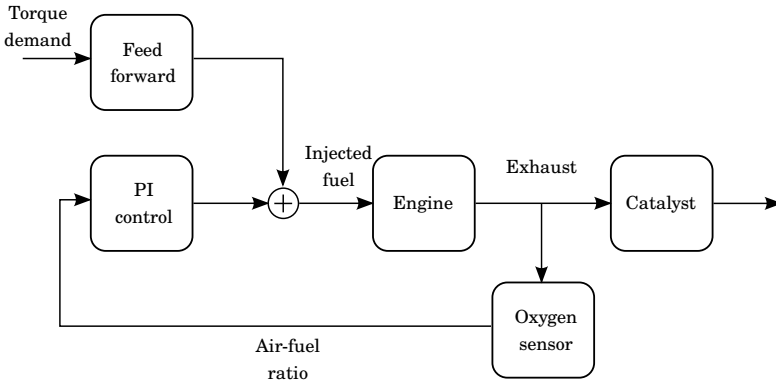 Torque
demand
Feed
forward
PI
control
Injected
fuel
Engine
Exhaust
Catalyst
Oxygen
sensor
Air-fuel
ratio